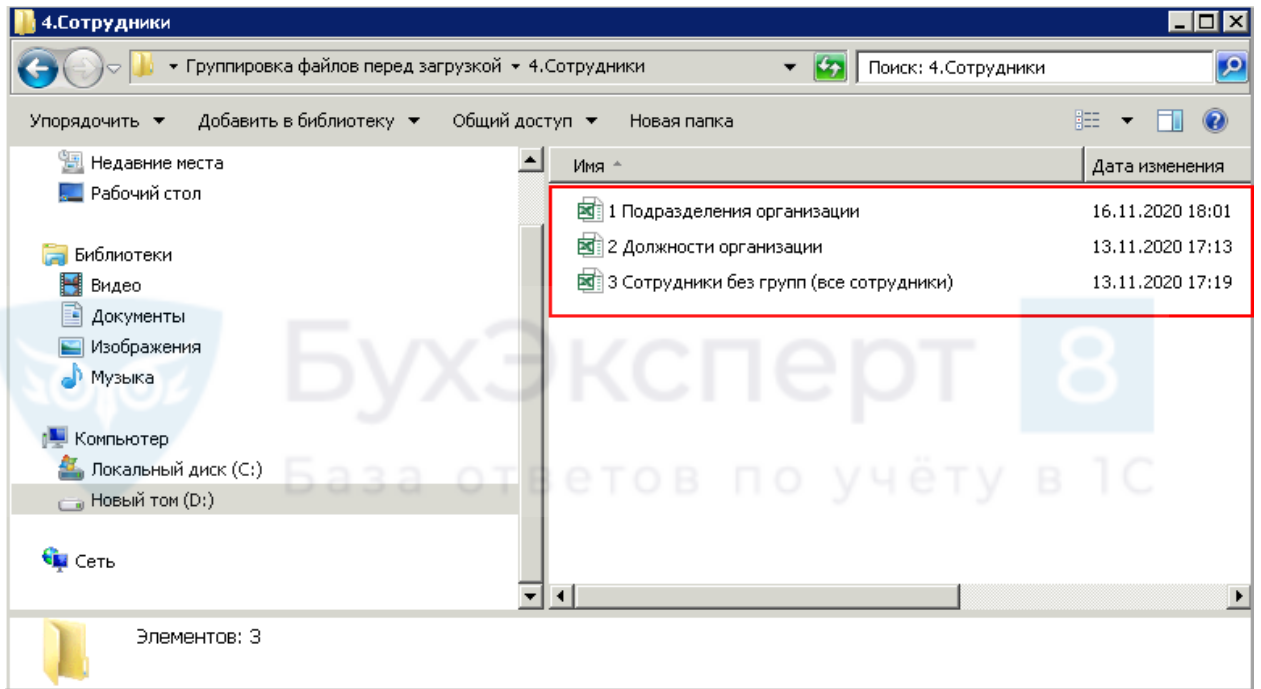 4.Сотрудники
Группировка файлов перед загрузкой 4.Сотрудники Поиск: 4.Сотрудники
Упорядочить Добавить в библиотеку Общий доступ Новая папка
Недавние места
Рабочий стол
Библиотеки
Видео
Документы
Изображения
Музыка
Компьютер
Локальный диск (C:)
Новый том (D:)
Сеть
Имя Дата изменения
1 Подразделения организации 16.11.2020 18:01
2 Должности организации 13.11.2020 17:13
3 Сотрудники без групп (все сотрудники) 13.11.2020 17:19
БухЭксперт 8
База ответов по учёту в 1С
Элементов: 3